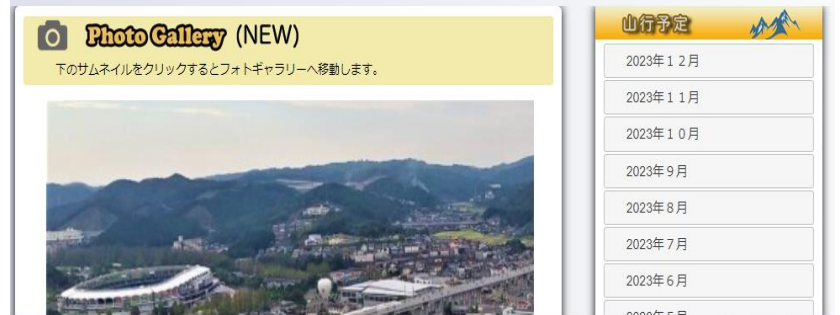 Photo Gallery (NEW)
下のサムネイルをクリックするとフォトギャラリーへ移動します。
山行予定
2023年12月
2023年11月
2023年10月
2023年9月
2023年8月
2023年7月
2023年6月